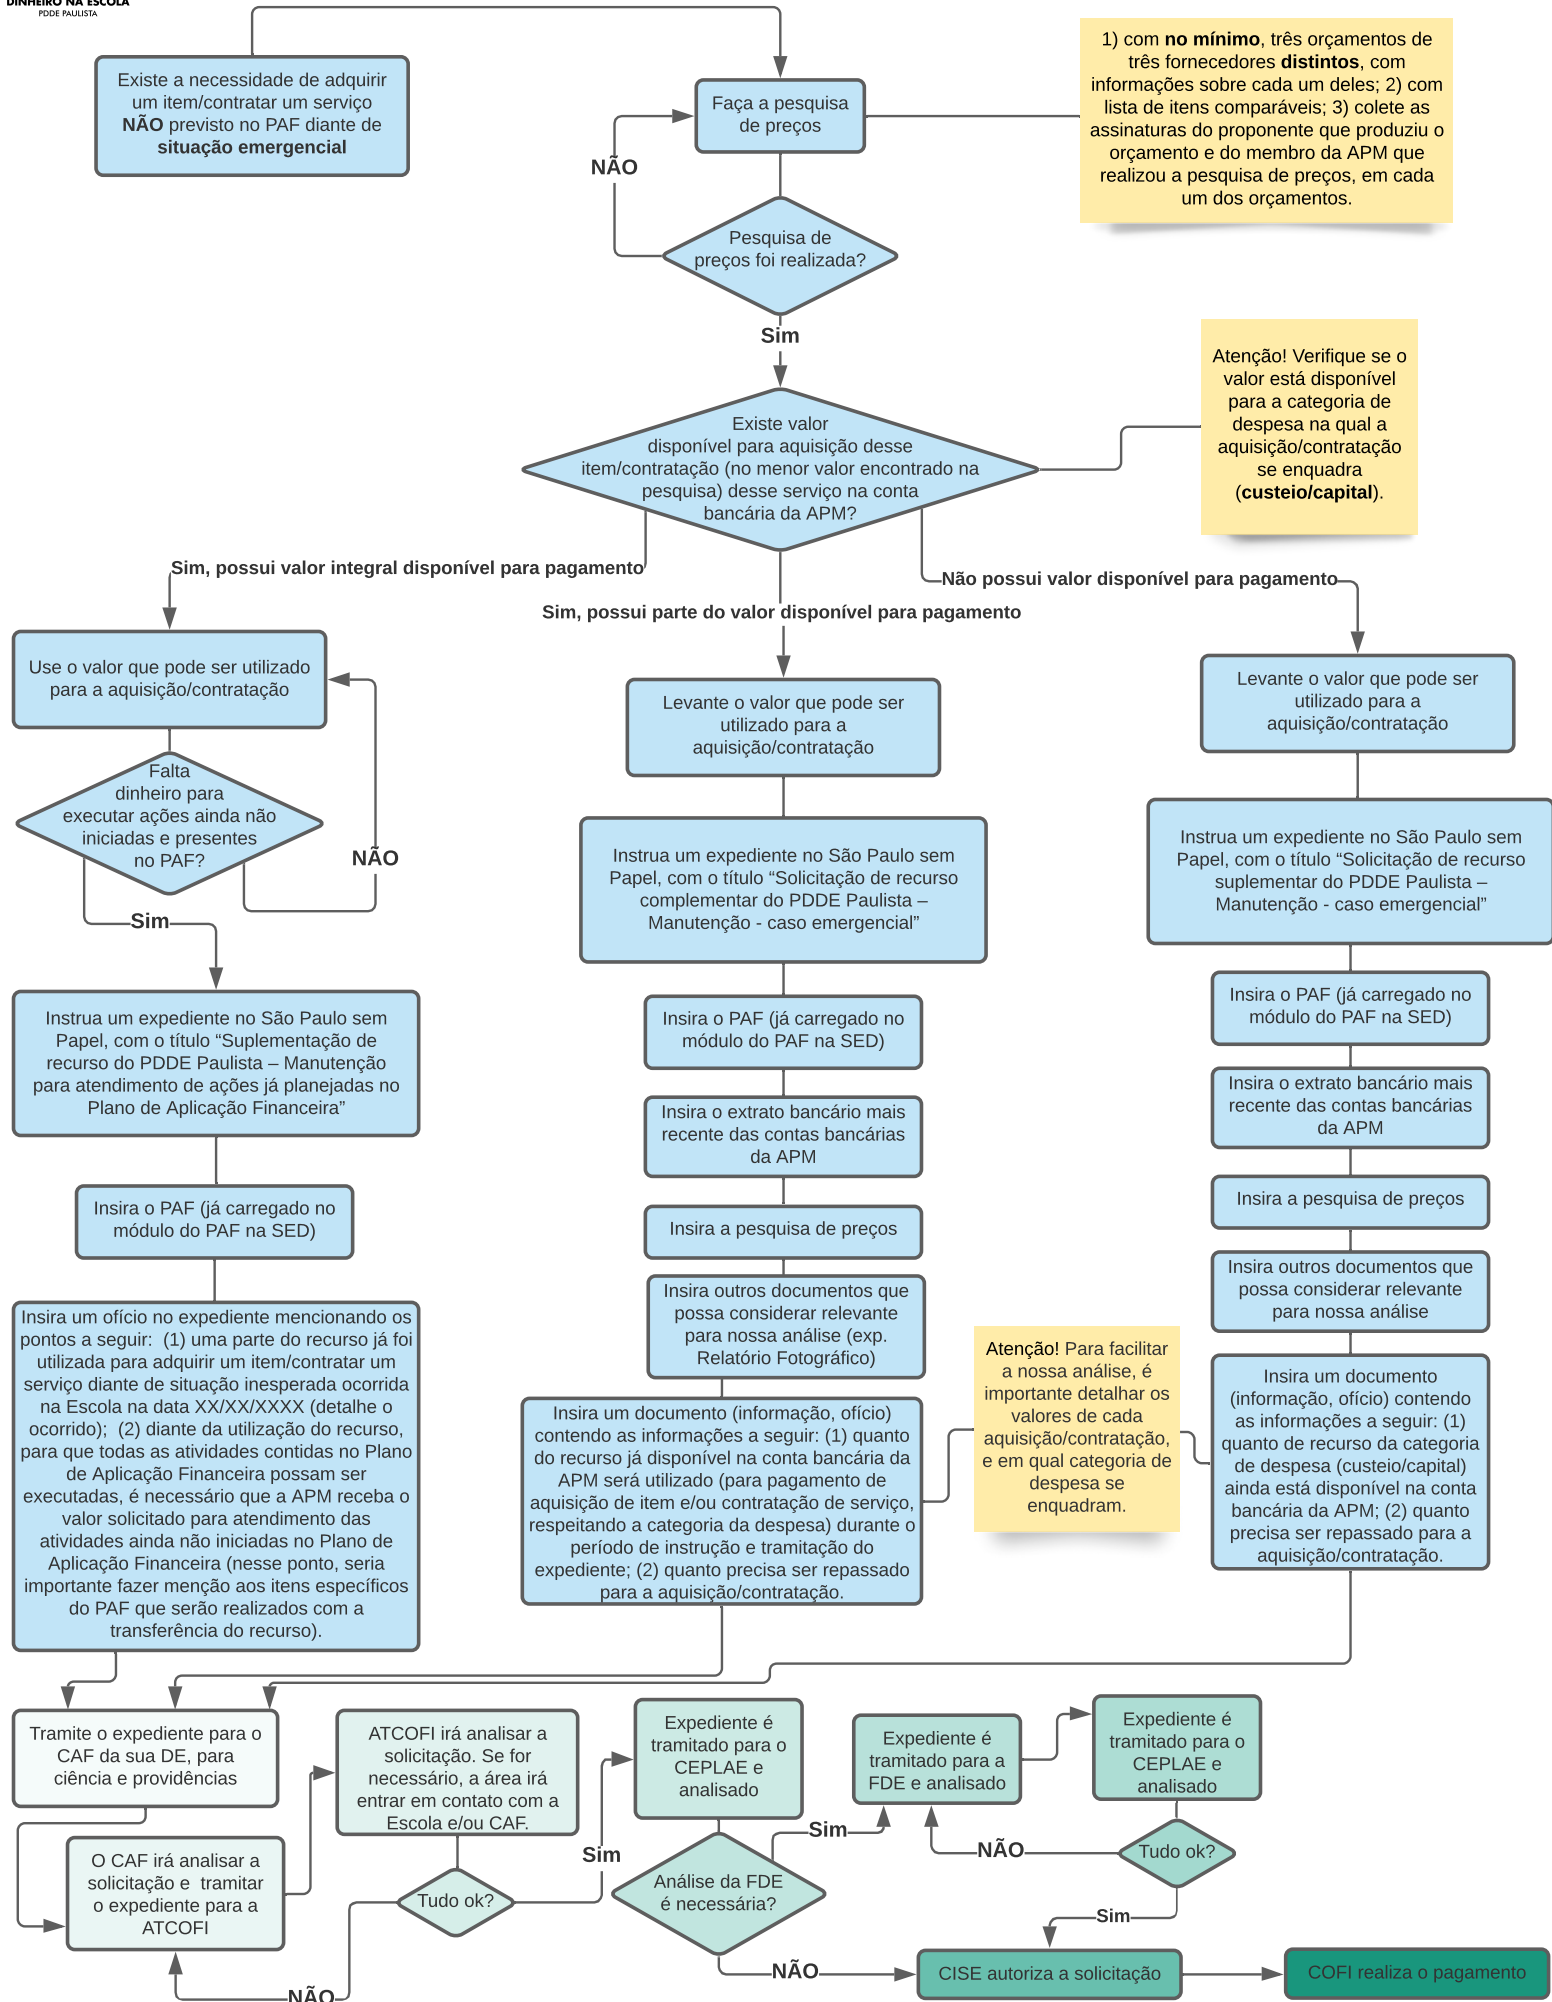 DINHEIRO NA ESCOLA
PDDE PAULISTA
Existe a necessidade de adquirir
um item/contratar um serviço
NÃO previsto no PAF diante de
situação emergencial
Faça a pesquisa
de preços
1) com no mínimo, três orçamentos de
três fornecedores distintos, com
informações sobre cada um deles; 2) com
lista de itens comparáveis; 3) colete as
assinaturas do proponente que produziu o
orçamento e do membro da APM que
realizou a pesquisa de preços, em cada
um dos orçamentos.
NÃO
Pesquisa de
preços foi realizada?
Sim
Existe valor
disponível para aquisição desse
item/contratação (no menor valor encontrado na
pesquisa) desse serviço na conta
bancária da APM?
Atenção! Verifique se o
valor está disponível
para a categoria de
despesa na qual a
aquisição/contratação
se enquadra
(custeio/capital).
Sim, possui valor integral disponível para pagamento
Sim, possui parte do valor disponível para pagamento
Não possui valor disponível para pagamento
Use o valor que pode ser utilizado
para a aquisição/contratação
Falta
dinheiro para
executar ações ainda não
iniciadas e presentes
no PAF?
NÃO
Sim
Instrua um expediente no São Paulo sem
Papel, com o título “Suplementação de
recurso do PDDE Paulista – Manutenção
para atendimento de ações já planejadas no
Plano de Aplicação Financeira”
Insira o PAF (já carregado no
módulo do PAF na SED)
Insira um ofício no expediente mencionando os
pontos a seguir:  (1) uma parte do recurso já foi
utilizada para adquirir um item/contratar um
serviço diante de situação inesperada ocorrida
na Escola na data XX/XX/XXXX (detalhe o
ocorrido);  (2) diante da utilização do recurso,
para que todas as atividades contidas no Plano
de Aplicação Financeira possam ser
executadas, é necessário que a APM receba o
valor solicitado para atendimento das
atividades ainda não iniciadas no Plano de
Aplicação Financeira (nesse ponto, seria
importante fazer menção aos itens específicos
do PAF que serão realizados com a
transferência do recurso).
Levante o valor que pode ser
utilizado para a
aquisição/contratação
Instrua um expediente no São Paulo sem
Papel, com o título “Solicitação de recurso
complementar do PDDE Paulista –
Manutenção - caso emergencial”
Insira o PAF (já carregado no
módulo do PAF na SED)
Insira o extrato bancário mais
recente das contas bancárias
da APM
Insira a pesquisa de preços
Insira outros documentos que
possa considerar relevante
para nossa análise (exp.
Relatório Fotográfico)
Insira um documento (informação, ofício)
contendo as informações a seguir: (1) quanto
do recurso já disponível na conta bancária da
APM será utilizado (para pagamento de
aquisição de item e/ou contratação de serviço,
respeitando a categoria da despesa) durante o
período de instrução e tramitação do
expediente; (2) quanto precisa ser repassado
para a aquisição/contratação.
Atenção! Para facilitar
a nossa análise, é
importante detalhar os
valores de cada
aquisição/contratação,
e em qual categoria de
despesa se
enquadram.
Levante o valor que pode ser
utilizado para a
aquisição/contratação
Instrua um expediente no São Paulo sem
Papel, com o título “Solicitação de recurso
suplementar do PDDE Paulista –
Manutenção - caso emergencial”
Insira o PAF (já carregado no
módulo do PAF na SED)
Insira o extrato bancário mais
recente das contas bancárias
da APM
Insira a pesquisa de preços
Insira outros documentos que
possa considerar relevante
para nossa análise
Insira um documento
(informação, ofício) contendo
as informações a seguir: (1)
quanto de recurso da categoria
de despesa (custeio/capital)
ainda está disponível na conta
bancária da APM; (2) quanto
precisa ser repassado para a
aquisição/contratação.
Tramite o expediente para o
CAF da sua DE, para
ciência e providências
O CAF irá analisar a
solicitação e  tramitar
o expediente para a
ATCOFI
ATCOFI irá analisar a
solicitação. Se for
necessário, a área irá
entrar em contato com a
Escola e/ou CAF.
Tudo ok?
NÃO
Sim
Expediente é
tramitado para o
CEPLAE e
analisado
Análise da FDE
é necessária?
Sim
NÃO
Expediente é
tramitado para a
FDE e analisado
Expediente é
tramitado para o
CEPLAE e
analisado
Tudo ok?
NÃO
Sim
CISE autoriza a solicitação
COFI realiza o pagamento